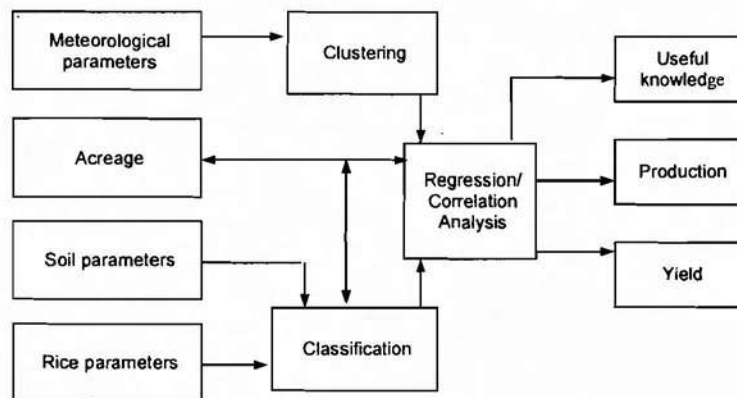 Meteorological
parameters
Clustering
Useful
knowledge
Acreage
Regression/
Correlation
Analysis
Production
Soil parameters
Yield
Classification
Rice parameters